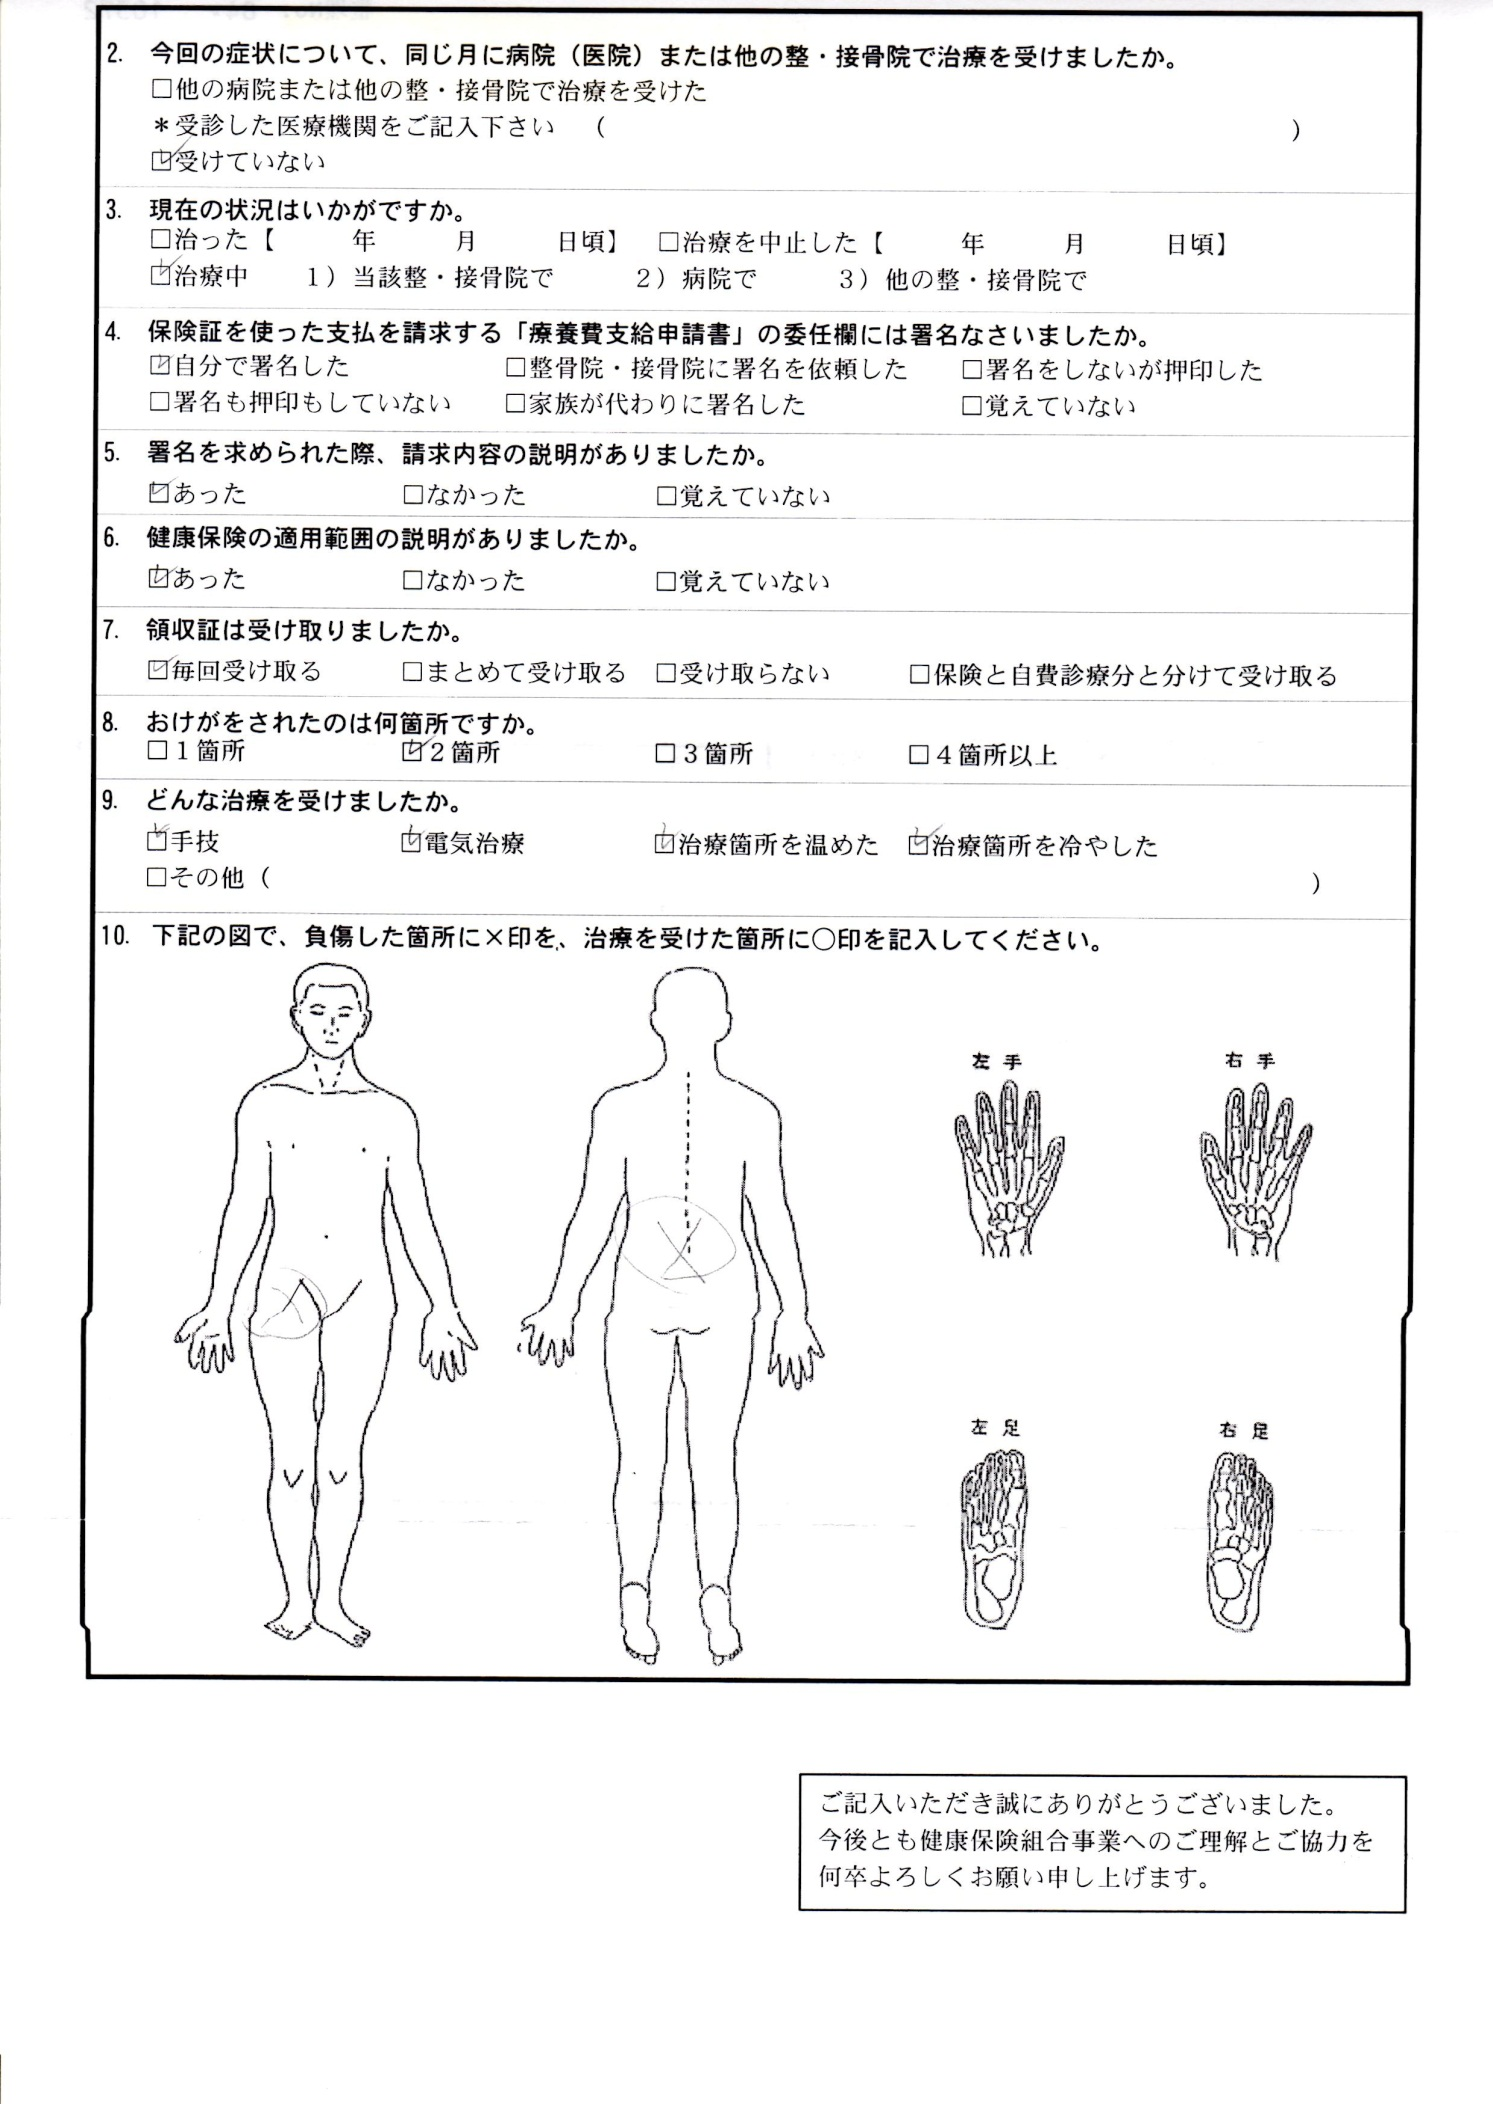 2. 今回の症状について、同じ月に病院（医院）または他の整・接骨院で治療を受けましたか。
□他の病院または他の整・接骨院で治療を受けた
＊受診した医療機関をご記入下さい （ ）
☑受けていない
3. 現在の状況はいかがですか。
□治った【 年 月 日頃】 □治療を中止した【 年 月 日頃】
☑治療中 1）当該整・接骨院で 2）病院で 3）他の整・接骨院で
4. 保険証を使った支払を請求する「療養費支給申請書」の委任欄には署名なさいましたか。
☑自分で署名した □整骨院・接骨院に署名を依頼した □署名をしないが押印した
□署名も押印もしていない □家族が代わりに署名した □覚えていない
5. 署名を求められた際、請求内容の説明がありましたか。
☑あった □なかった □覚えていない
6. 健康保険の適用範囲の説明がありましたか。
☑あった □なかった □覚えていない
7. 領収証は受け取りましたか。
☑毎回受け取る □まとめて受け取る □受け取らない □保険と自費診療分と分けて受け取る
8. おけがをされたのは何箇所ですか。
□1箇所 ☑2箇所 □3箇所 □4箇所以上
9. どんな治療を受けましたか。
☑手技 ☑電気治療 ☑治療箇所を温めた ☑治療箇所を冷やした
□その他（ ）
10. 下記の図で、負傷した箇所に×印を、治療を受けた箇所に○印を記入してください。
左手 右手
左足 右足
ご記入いただき誠にありがとうございました。
今後とも健康保険組合事業へのご理解とご協力を
何卒よろしくお願い申し上げます。